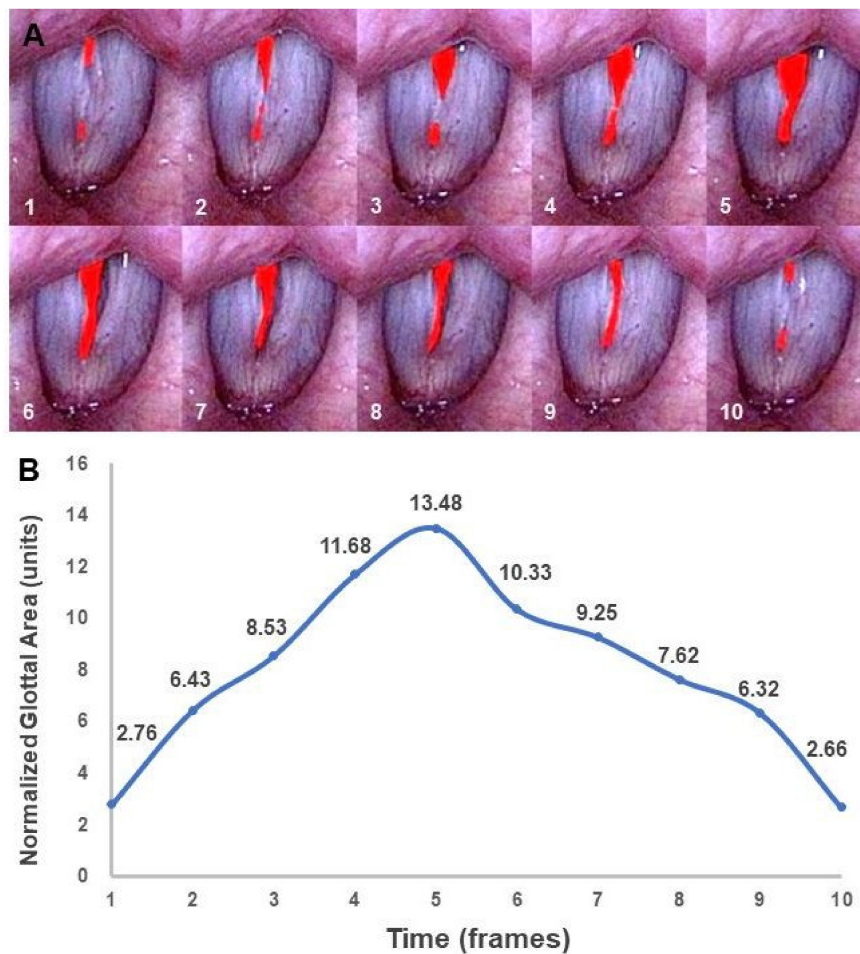 A
1 2 3 4 5
6 7 8 9 10
B
Normalized Glottal Area (units)
16
14
12
10
8
6
4
2
0
2.76
6.43
8.53
11.68
13.48
10.33
9.25
7.62
6.32
2.66
1 2 3 4 5 6 7 8 9 10
Time (frames)